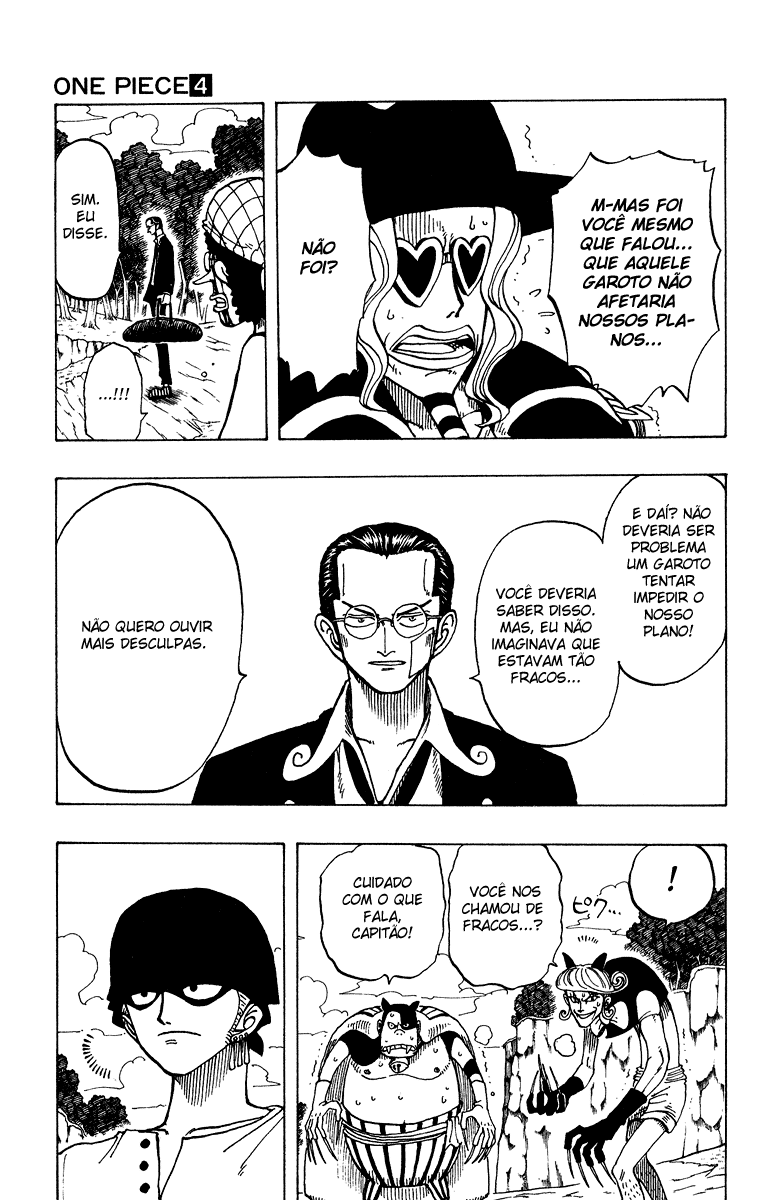 ONE PIECE 4
M-MAS FOI
VOCÊ MESMO
QUE FALOU...
QUE AQUELE
GAROTO NÃO
AFETARIA
NOSSOS PLA-
NOS...
NÃO
FOI?
SIM.
EU
DISSE.
...!!!
E DAÍ? NÃO
DEVERIA SER
PROBLEMA
UM GAROTO
TENTAR
IMPEDIR O
NOSSO
PLANO!
VOCÊ DEVERIA
SABER DISSO.
MAS, EU NÃO
IMAGINAVA QUE
ESTAVAM TÃO
FRACOS...
NÃO QUERO OUVIR
MAIS DESCULPAS.
!
ピク...
VOCÊ NOS
CHAMOU DE
FRACOS...?
CUIDADO
COM O QUE
FALA,
CAPITÃO!